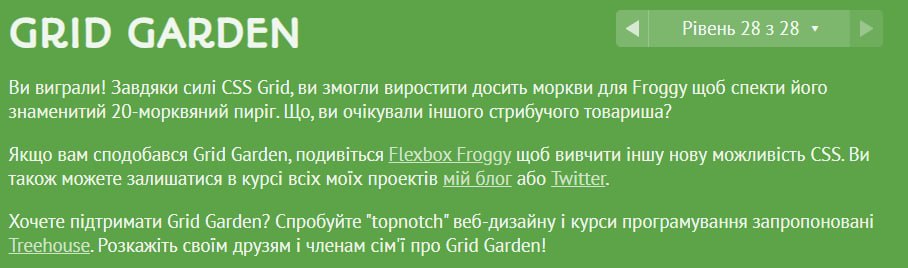 GRID GARDEN
Рівень 28 з 28
Ви виграли! Завдяки силі CSS Grid, ви змогли виростити досить моркви для Froggy щоб спекти його
знаменитий 20-морквяний пиріг. Що, ви очікували іншого стрибучого товариша?
Якщо вам сподобався Grid Garden, подивіться Flexbox Froggy щоб вивчити іншу нову можливість CSS. Ви
також можете залишатися в курсі всіх моїх проектів мій блог або Twitter.
Хочете підтримати Grid Garden? Спробуйте "topnotch" веб-дизайну і курси програмування запропоновані
Treehouse. Розкажіть своїм друзям і членам сім'ї про Grid Garden!